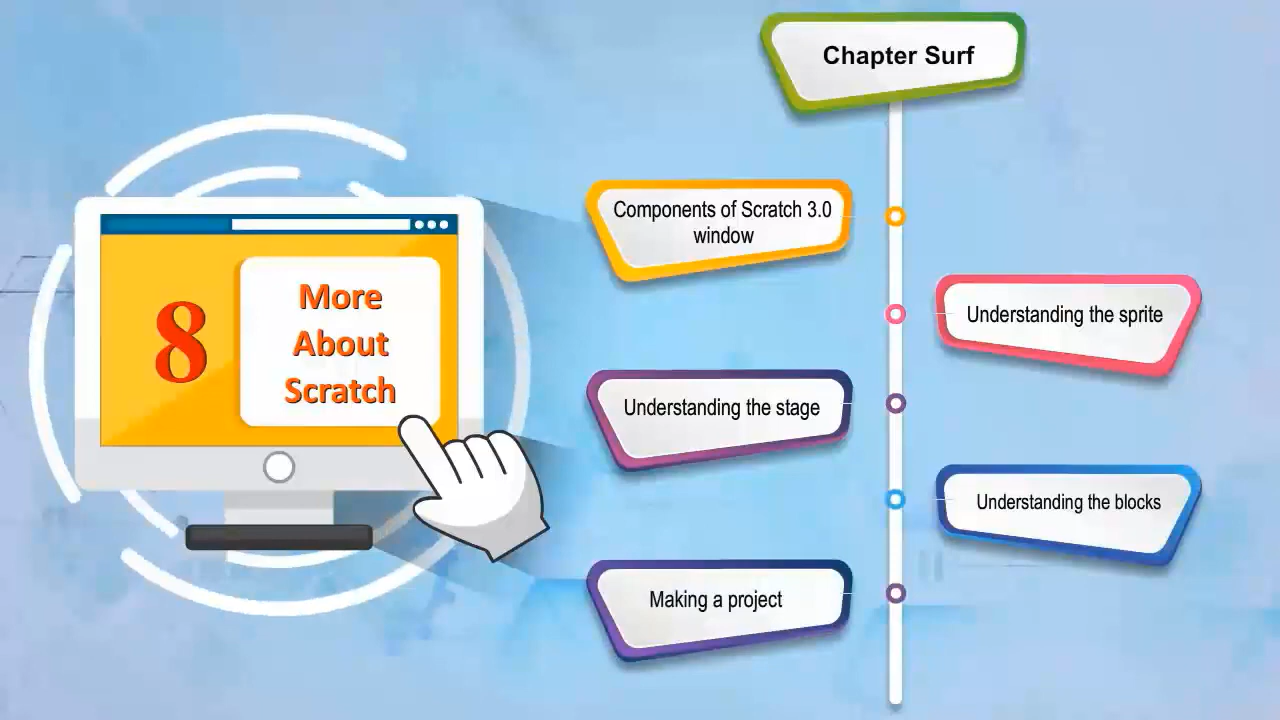 8
More
About
Scratch
Chapter Surf
Components of Scratch 3.0
window
Understanding the sprite
Understanding the stage
Understanding the blocks
Making a project